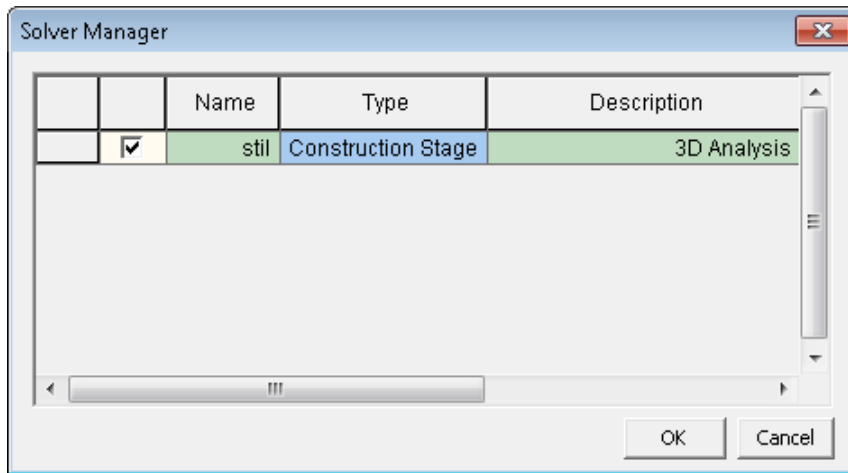 Solver Manager
Name Type Description
stil Construction Stage 3D Analysis
OK Cancel